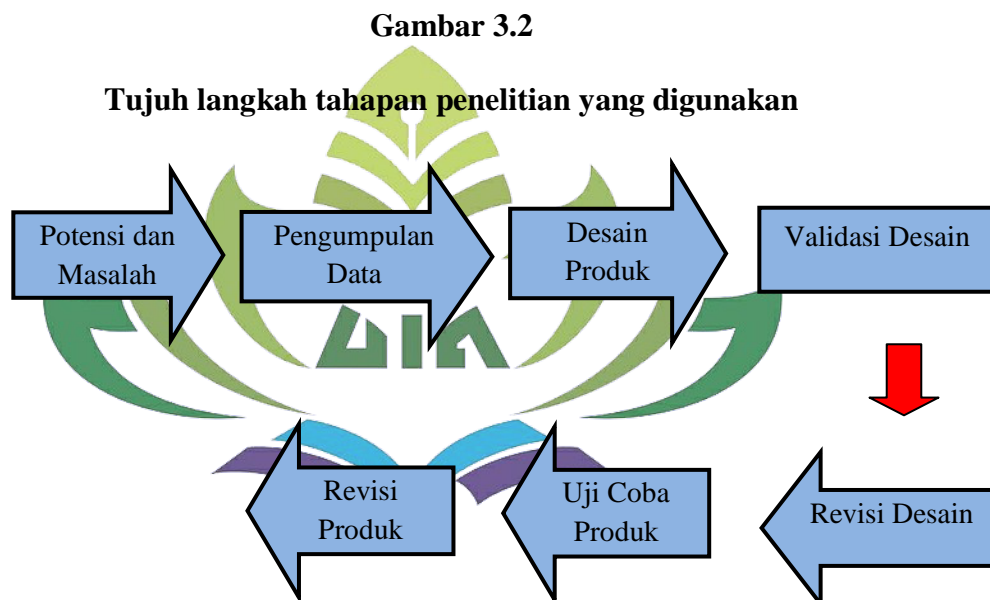 Gambar 3.2
Tujuh langkah tahapan penelitian yang digunakan
Potensi dan
Masalah
Pengumpulan
Data
Desain
Produk
Validasi Desain
UIN
Revisi
Produk
Uji Coba
Produk
Revisi Desain